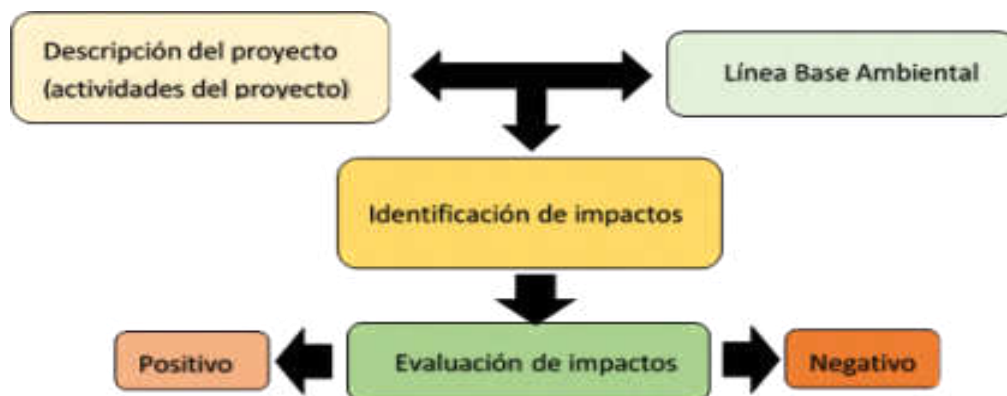 Descripción del proyecto
(actividades del proyecto)
Línea Base Ambiental
Identificación de impactos
Positivo
Evaluación de impactos
Negativo